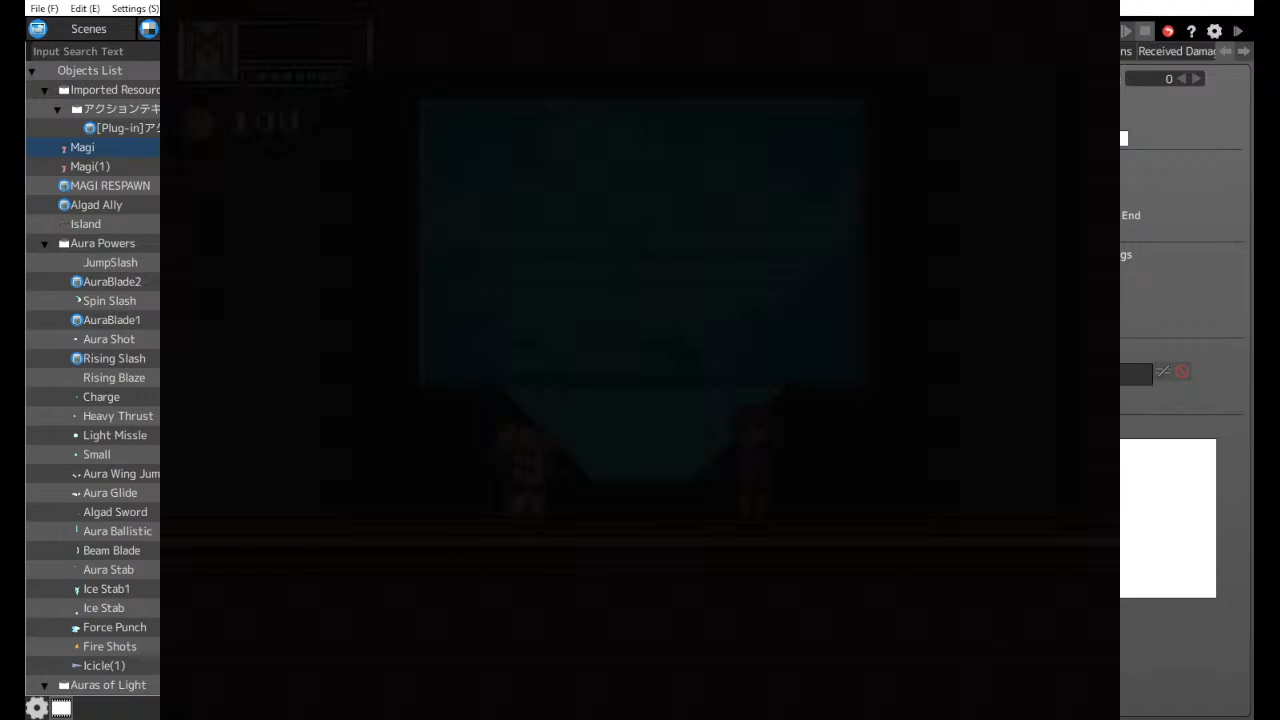 File (F) Edit (E) Settings (S)
Scenes
Input Search Text
ns Received Damag
Objects List
0
Imported Resourc
アクションテキ
[Plug-in]アク
Magi
Magi(1)
MAGI RESPAWN
Algad Ally
End
Island
Aura Powers
gs
JumpSlash
AuraBlade2
Spin Slash
AuraBlade1
Aura Shot
Rising Slash
Rising Blaze
Charge
Heavy Thrust
Light Missle
Small
Aura Wing Jum
Aura Glide
Algad Sword
Aura Ballistic
Beam Blade
Aura Stab
Ice Stab1
Ice Stab
Force Punch
Fire Shots
Icicle(1)
Auras of Light